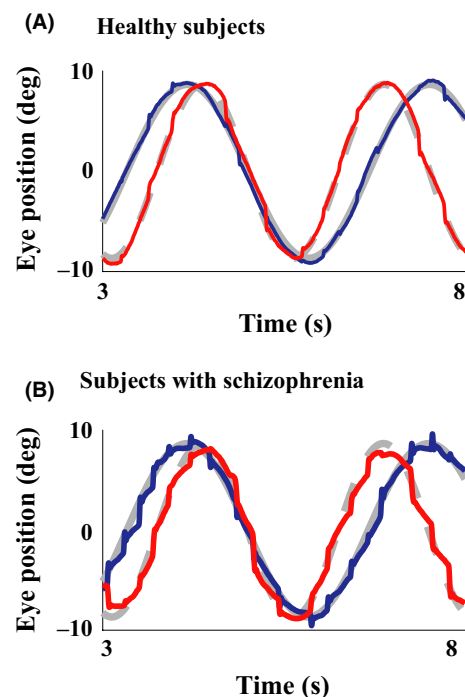 (A) Healthy subjects
Eye position (deg)
10
0
–10
3
8
Time (s)
(B) Subjects with schizophrenia
Eye position (deg)
10
0
–10
3
8
Time (s)